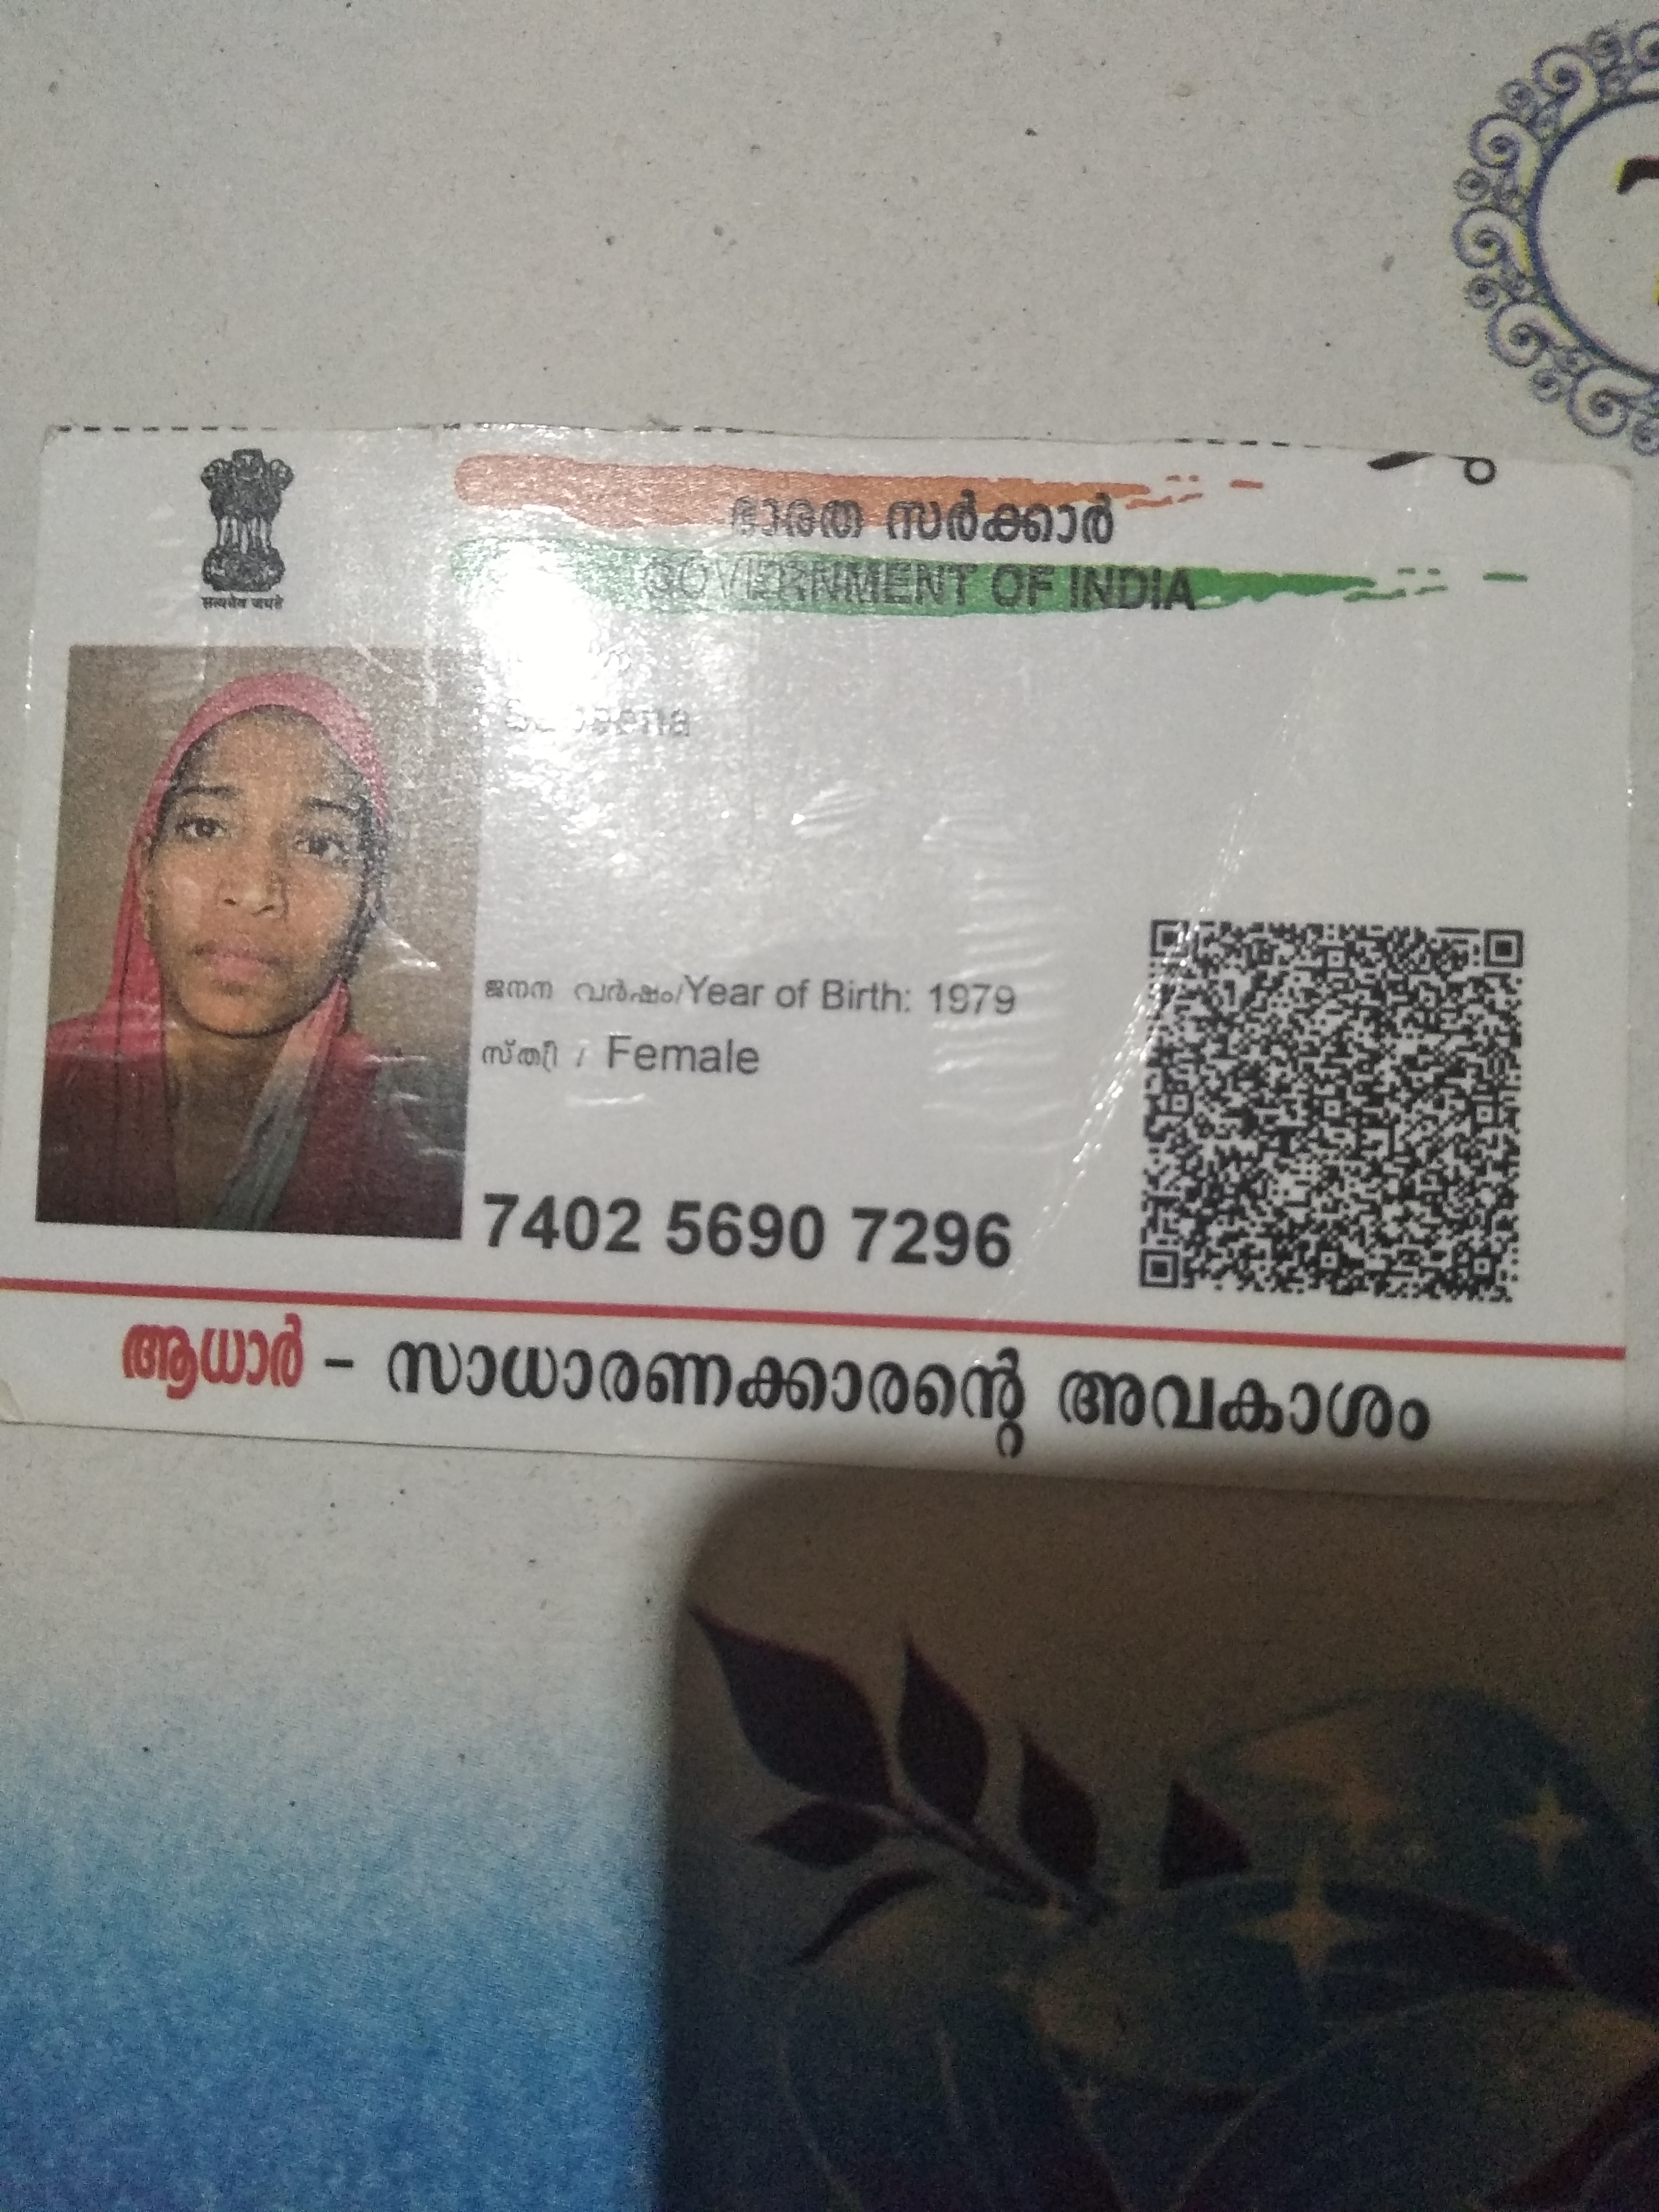 ഭാരത സർക്കാർ
GOVERNMENT OF INDIA
सत्यमेव जयते
ജനന വർഷം/Year of Birth: 1979
സ്ത്രീ / Female
7402 5690 7296
ആധാർ – സാധാരണക്കാരന്റെ അവകാശം